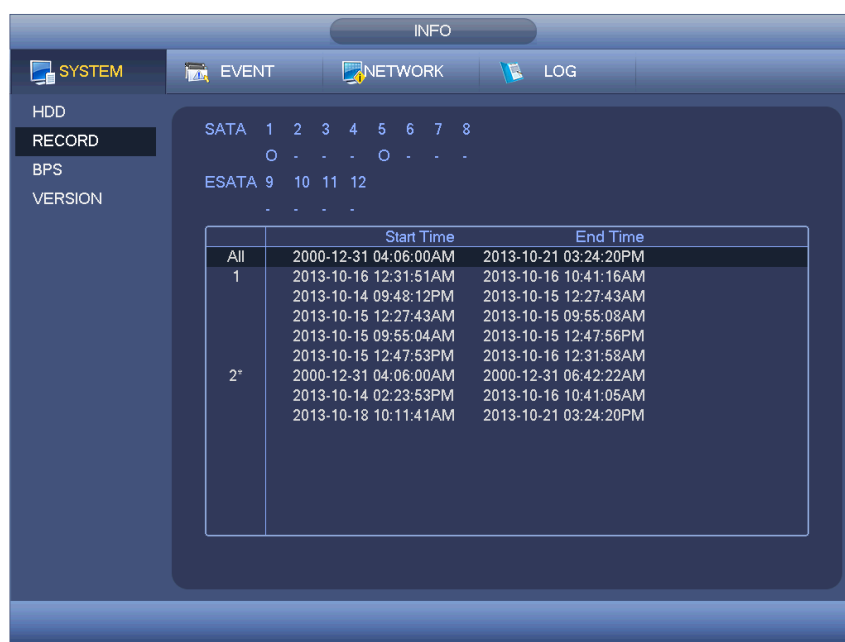 INFO
SYSTEM EVENT NETWORK LOG
HDD
RECORD
BPS
VERSION
SATA 1 2 3 4 5 6 7 8
O - - - O - - -
ESATA 9 10 11 12
- - - -
Start Time End Time
All 2000-12-31 04:06:00AM 2013-10-21 03:24:20PM
1 2013-10-16 12:31:51AM 2013-10-16 10:41:16AM
2013-10-14 09:48:12PM 2013-10-15 12:27:43AM
2013-10-15 12:27:43AM 2013-10-15 09:55:08AM
2013-10-15 09:55:04AM 2013-10-15 12:47:56PM
2013-10-15 12:47:53PM 2013-10-16 12:31:58AM
2* 2000-12-31 04:06:00AM 2000-12-31 06:42:22AM
2013-10-14 02:23:53PM 2013-10-16 10:41:05AM
2013-10-18 10:11:41AM 2013-10-21 03:24:20PM